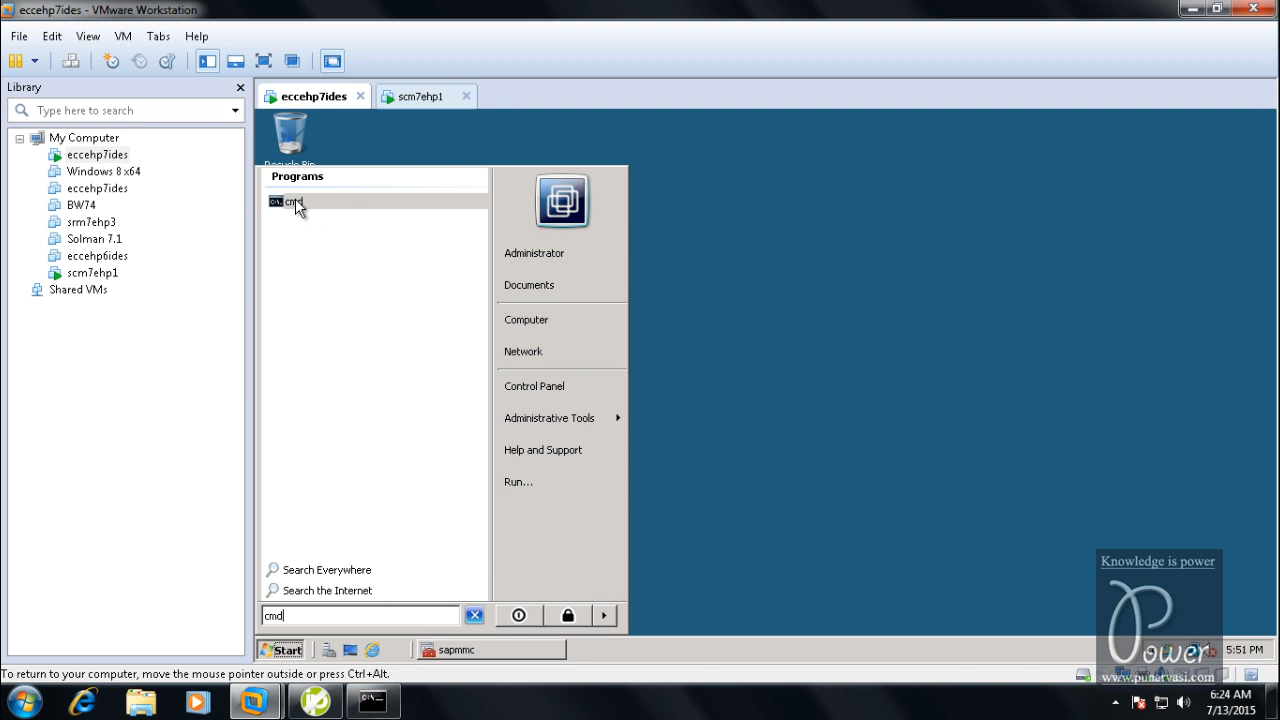 eccehp7ides - VMware Workstation
File Edit View VM Tabs Help
Library
Type here to search
My Computer
eccehp7ides
Windows 8 x64
eccehp7ides
BW74
srm7ehp3
Solman 7.1
eccehp6ides
scm7ehp1
Shared VMs
eccehp7ides
scm7ehp1
Recycle Bin
Programs
cmd
Administrator
Documents
Computer
Network
Control Panel
Administrative Tools
Help and Support
Run...
Search Everywhere
Search the Internet
cmd
Start
sapmmc
5:51 PM
Knowledge is power
Power
www.punarvasi.com
To return to your computer, move the mouse pointer outside or press Ctrl+Alt.
6:24 AM
7/13/2015